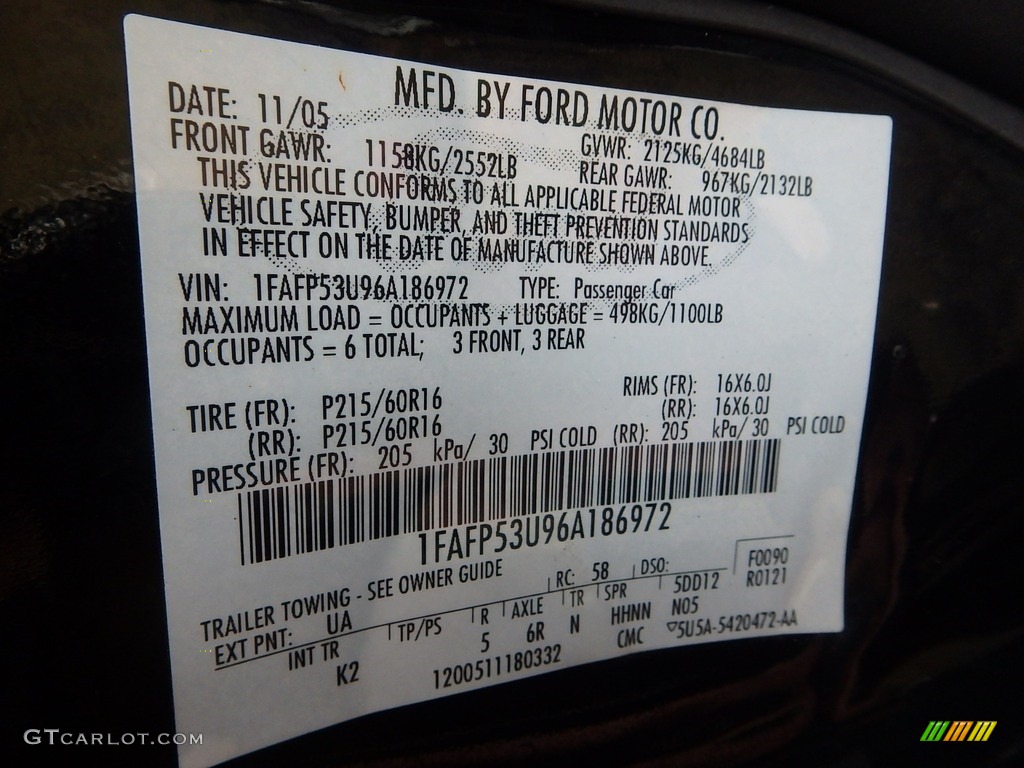 MFD. BY FORD MOTOR CO.
DATE: 11/05 GVWR: 2125KG/4684LB
FRONT GAWR: 1158KG/2552LB REAR GAWR: 967KG/2132LB
THIS VEHICLE CONFORMS TO ALL APPLICABLE FEDERAL MOTOR
VEHICLE SAFETY, BUMPER, AND THEFT PREVENTION STANDARDS
IN EFFECT ON THE DATE OF MANUFACTURE SHOWN ABOVE.
VIN: 1FAFP53U96A186972 TYPE: Passenger Car
MAXIMUM LOAD = OCCUPANTS + LUGGAGE = 498KG/1100LB
OCCUPANTS = 6 TOTAL; 3 FRONT, 3 REAR
TIRE (FR): P215/60R16 RIMS (FR): 16X6.0J
(RR): P215/60R16 (RR): 16X6.0J
PRESSURE (FR): 205 kPa/ 30 PSI COLD (RR): 205 kPa/ 30 PSI COLD
1FAFP53U96A186972
TRAILER TOWING - SEE OWNER GUIDE
EXT PNT: UA RC: 58 DSO: F0090
INT TR TP/PS R AXLE TR SPR 5DD12 R0121
K2 5 6R N HHNN N05
1200511180332 CMC ▽5U5A-5420472-AA
GTCARLOT.COM